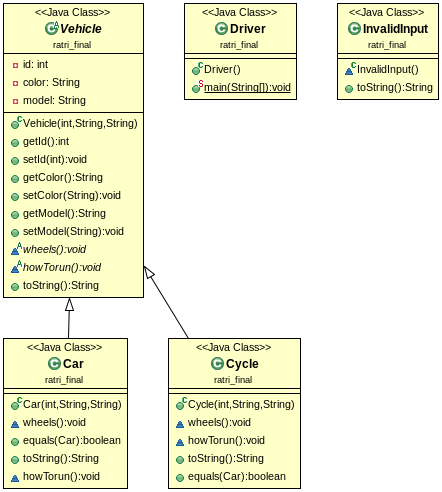 <<Java Class>>
Vehicle
ratri_final
id: int
color: String
model: String
Vehicle(int,String,String)
getId():int
setId(int):void
getColor():String
setColor(String):void
getModel():String
setModel(String):void
wheels():void
howTorun():void
toString():String
<<Java Class>>
Driver
ratri_final
Driver()
main(String[]):void
<<Java Class>>
InvalidInput
ratri_final
InvalidInput()
toString():String
<<Java Class>>
Car
ratri_final
Car(int,String,String)
wheels():void
equals(Car):boolean
toString():String
howTorun():void
<<Java Class>>
Cycle
ratri_final
Cycle(int,String,String)
wheels():void
howTorun():void
toString():String
equals(Car):boolean